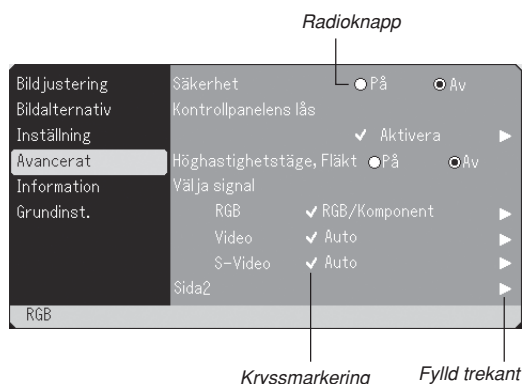 Radioknapp
Bildjustering
Bildalternativ
Inställning
Avancerat
Information
Grundinst.
Säkerhet På Av
Kontrollpanelens lås
Aktivera
Höghastighetstäge, Fläkt På Av
Välja signal
RGB RGB/Komponent
Video Auto
S-Video Auto
Sida2
RGB
Kryssmarkering
Fylld trekant